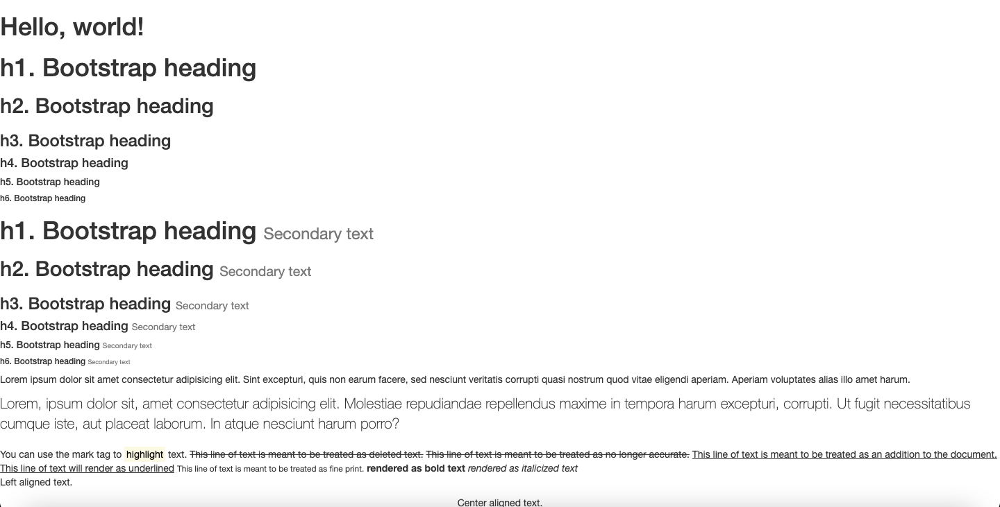 Hello, world!
h1. Bootstrap heading
h2. Bootstrap heading
h3. Bootstrap heading
h4. Bootstrap heading
h5. Bootstrap heading
h6. Bootstrap heading
h1. Bootstrap heading Secondary text
h2. Bootstrap heading Secondary text
h3. Bootstrap heading Secondary text
h4. Bootstrap heading Secondary text
h5. Bootstrap heading Secondary text
h6. Bootstrap heading Secondary text
Lorem ipsum dolor sit amet consectetur adipisicing elit. Sint excepturi, quis non earum facere, sed nesciunt veritatis corrupti quasi nostrum quod vitae eligendi aperiam. Aperiam voluptates alias illo amet harum.
Lorem, ipsum dolor sit, amet consectetur adipisicing elit. Molestiae repudiandae repellendus maxime in tempora harum excepturi, corrupti. Ut fugit necessitatibus
cumque iste, aut placeat laborum. In atque nesciunt harum porro?
You can use the mark tag to highlight text. This line of text is meant to be treated as deleted text. This line of text is meant to be treated as no longer accurate. This line of text is meant to be treated as an addition to the document.
This line of text will render as underlined This line of text is meant to be treated as fine print. rendered as bold text rendered as italicized text
Left aligned text.
Center aligned text.